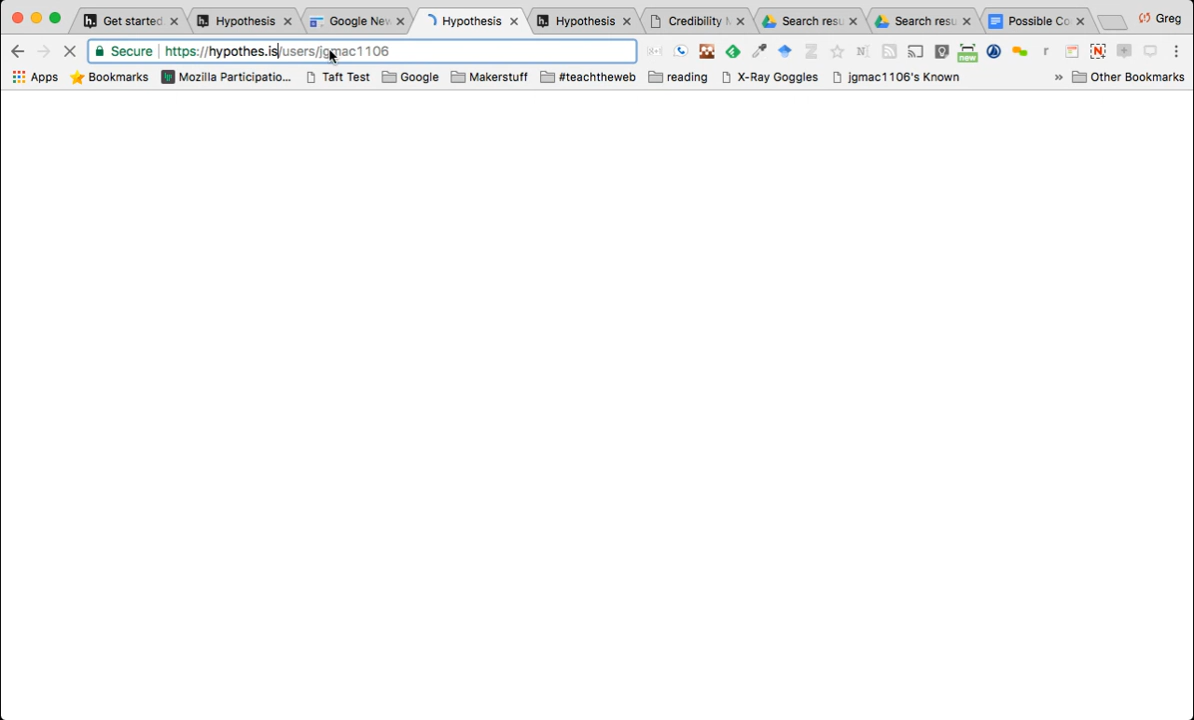 Get started Hypothesis Google New Hypothesis Hypothesis Credibility Search resu Search resu Possible Co Greg
Secure https://hypothes.is/users/jgmac1106
new
Apps Bookmarks Mozilla Participatio... Taft Test Google Makerstuff #teachtheweb reading X-Ray Goggles jgmac1106's Known » Other Bookmarks